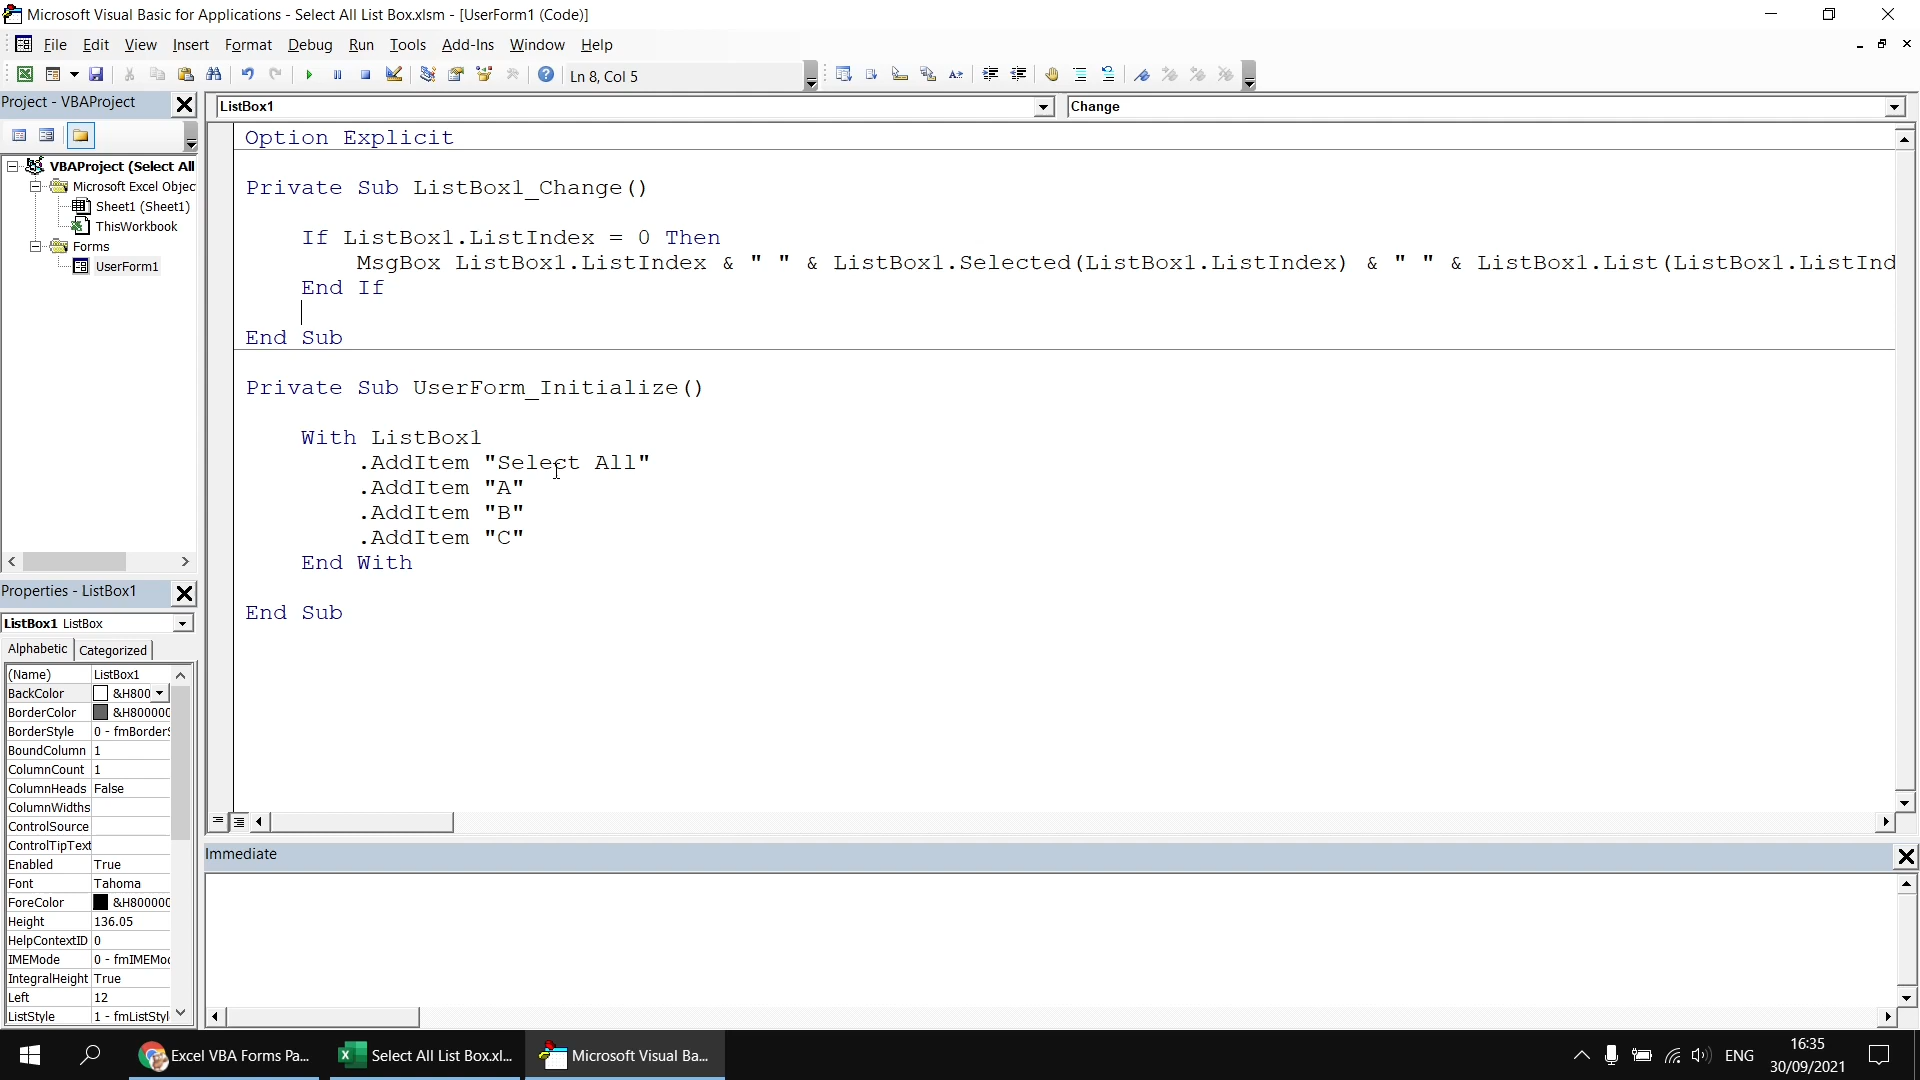 Microsoft Visual Basic for Applications - Select All List Box.xlsm - [UserForm1 (Code)]
File Edit View Insert Format Debug Run Tools Add-Ins Window Help
Ln 8, Col 5
Project - VBAProject
ListBox1 Change
VBAProject (Select All
Microsoft Excel Objec
Sheet1 (Sheet1)
ThisWorkbook
Forms
UserForm1
Option Explicit
Private Sub ListBox1_Change()
If ListBox1.ListIndex = 0 Then
MsgBox ListBox1.ListIndex & " " & ListBox1.Selected(ListBox1.ListIndex) & " " & ListBox1.List(ListBox1.ListInd
End If
End Sub
Private Sub UserForm_Initialize()
With ListBox1
.AddItem "Select All"
.AddItem "A"
.AddItem "B"
.AddItem "C"
End With
End Sub
Properties - ListBox1
ListBox1 ListBox
Alphabetic Categorized
(Name) ListBox1
BackColor &H800
BorderColor &H800000
BorderStyle 0 - fmBorderS
BoundColumn 1
ColumnCount 1
ColumnHeads False
ColumnWidths
ControlSource
ControlTipText
Enabled True
Font Tahoma
ForeColor &H800000
Height 136.05
HelpContextID 0
IMEMode 0 - fmIMEMod
IntegralHeight True
Left 12
ListStyle 1 - fmListStyl
Immediate
Excel VBA Forms Pa...
Select All List Box.xl...
Microsoft Visual Ba...
ENG
16:35
30/09/2021